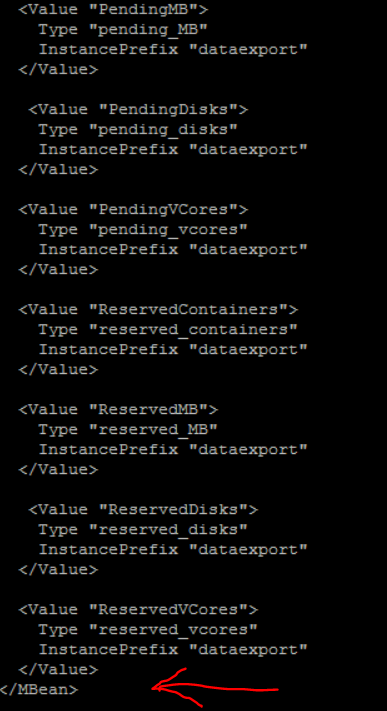 <Value "PendingMB">
Type "pending_MB"
InstancePrefix "dataexport"
</Value>
<Value "PendingDisks">
Type "pending_disks"
InstancePrefix "dataexport"
</Value>
<Value "PendingVCores">
Type "pending_vcores"
InstancePrefix "dataexport"
</Value>
<Value "ReservedContainers">
Type "reserved_containers"
InstancePrefix "dataexport"
</Value>
<Value "ReservedMB">
Type "reserved_MB"
InstancePrefix "dataexport"
</Value>
<Value "ReservedDisks">
Type "reserved_disks"
InstancePrefix "dataexport"
</Value>
<Value "ReservedVCores">
Type "reserved_vcores"
InstancePrefix "dataexport"
</Value>
</MBean>